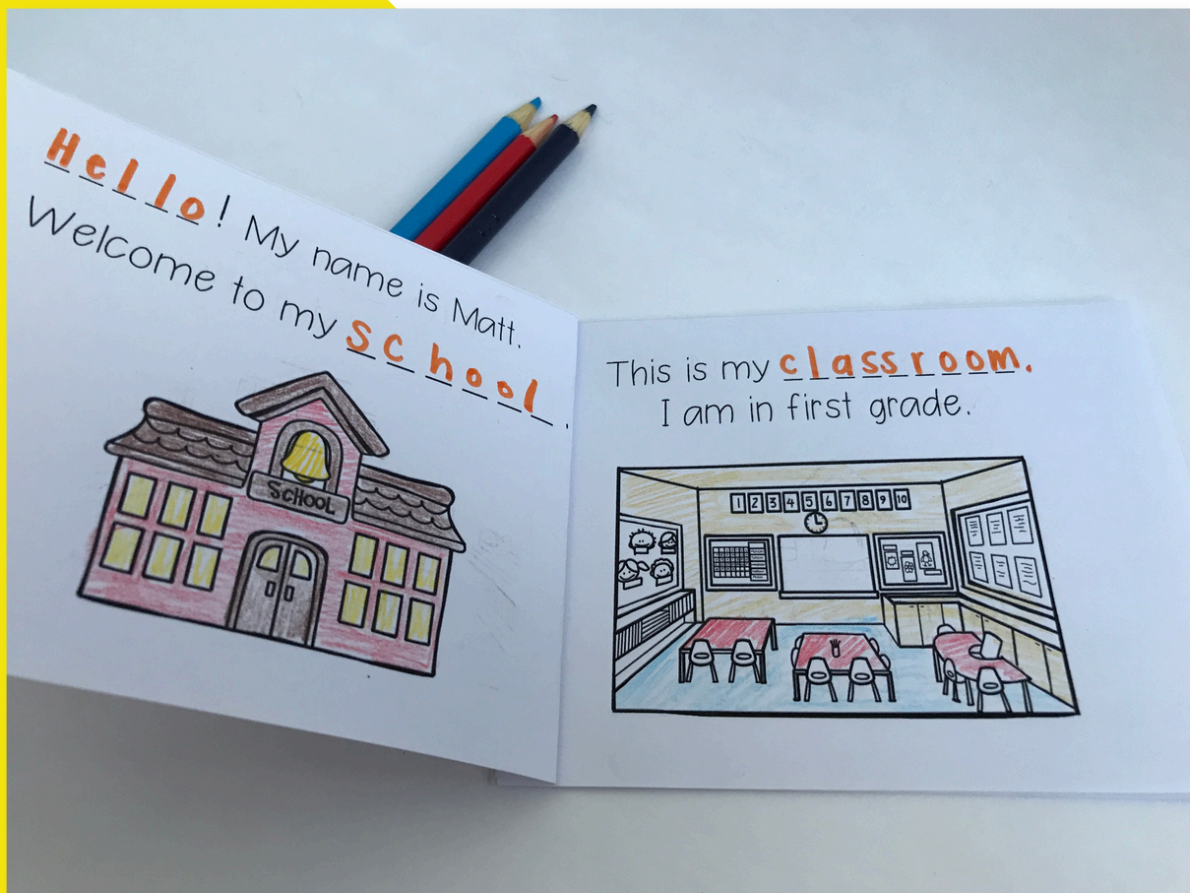 Hello! My name is Matt.
Welcome to my school.
SCHOOL
This is my classroom.
I am in first grade.
1 2 3 4 5 6 7 8 9 10